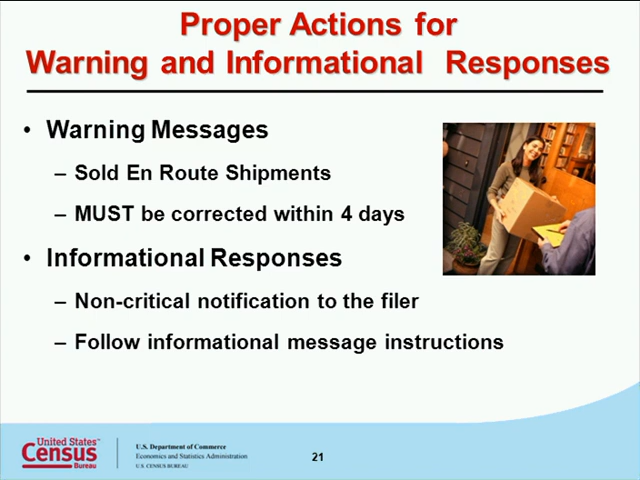 Proper Actions for
Warning and Informational Responses
• Warning Messages
– Sold En Route Shipments
– MUST be corrected within 4 days
• Informational Responses
– Non-critical notification to the filer
– Follow informational message instructions
United States™
Census
Bureau
U.S. Department of Commerce
Economics and Statistics Administration
U.S. CENSUS BUREAU
21